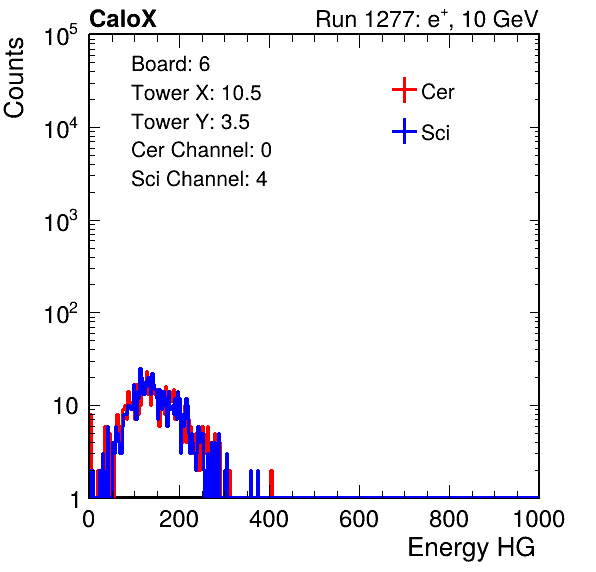 CaloX Run 1277: e⁺, 10 GeV
Counts
10⁵
10⁴
10³
10²
10
1
Board: 6
Tower X: 10.5
Tower Y: 3.5
Cer Channel: 0
Sci Channel: 4
Cer
Sci
0 200 400 600 800 1000
Energy HG